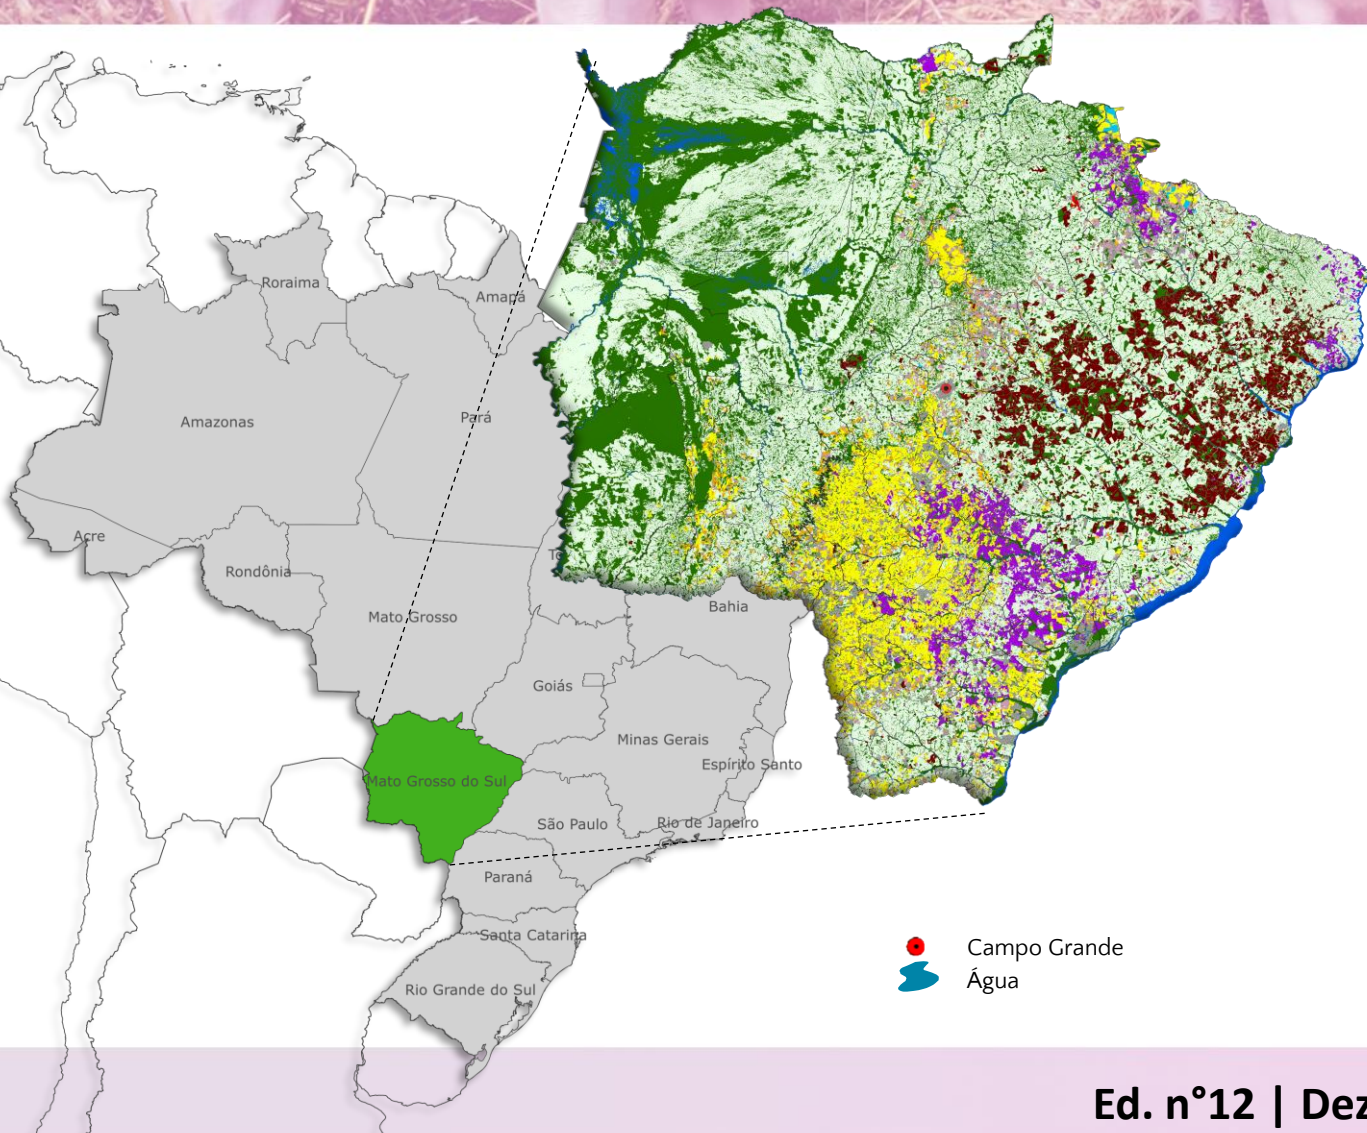 Roraima
Amapá
Amazonas
Pará
Acre
Rondônia
Mato Grosso
Bahia
Goiás
Minas Gerais
Espírito Santo
Mato Grosso do Sul
São Paulo
Rio de Janeiro
Paraná
Santa Catarina
Rio Grande do Sul
Campo Grande
Água
Ed. n°12 | Dez